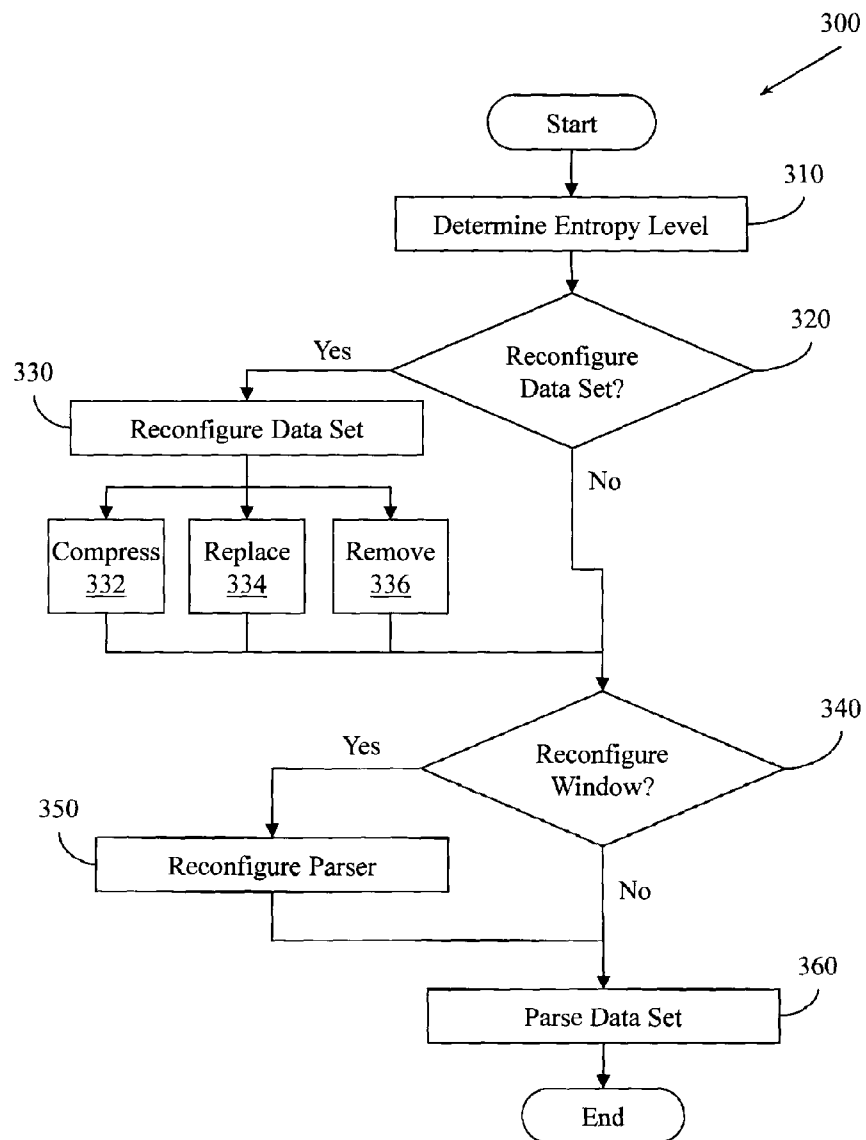 300
Start
310
Determine Entropy Level
320
Yes
Reconfigure
Data Set?
330
Reconfigure Data Set
No
Compress
332
Replace
334
Remove
336
340
Yes
Reconfigure
Window?
350
Reconfigure Parser
No
360
Parse Data Set
End